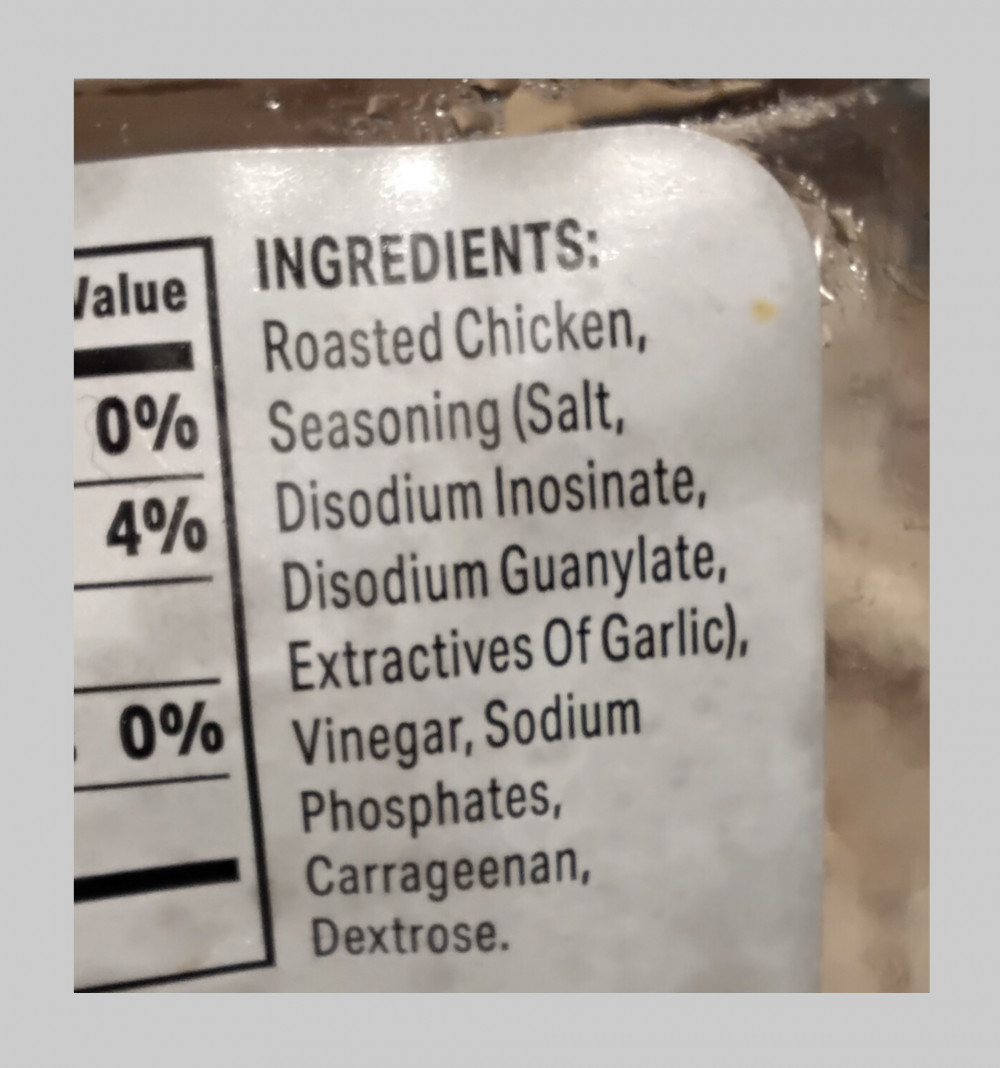 Value
0%
4%
0%
INGREDIENTS:
Roasted Chicken,
Seasoning (Salt,
Disodium Inosinate,
Disodium Guanylate,
Extractives Of Garlic),
Vinegar, Sodium
Phosphates,
Carrageenan,
Dextrose.